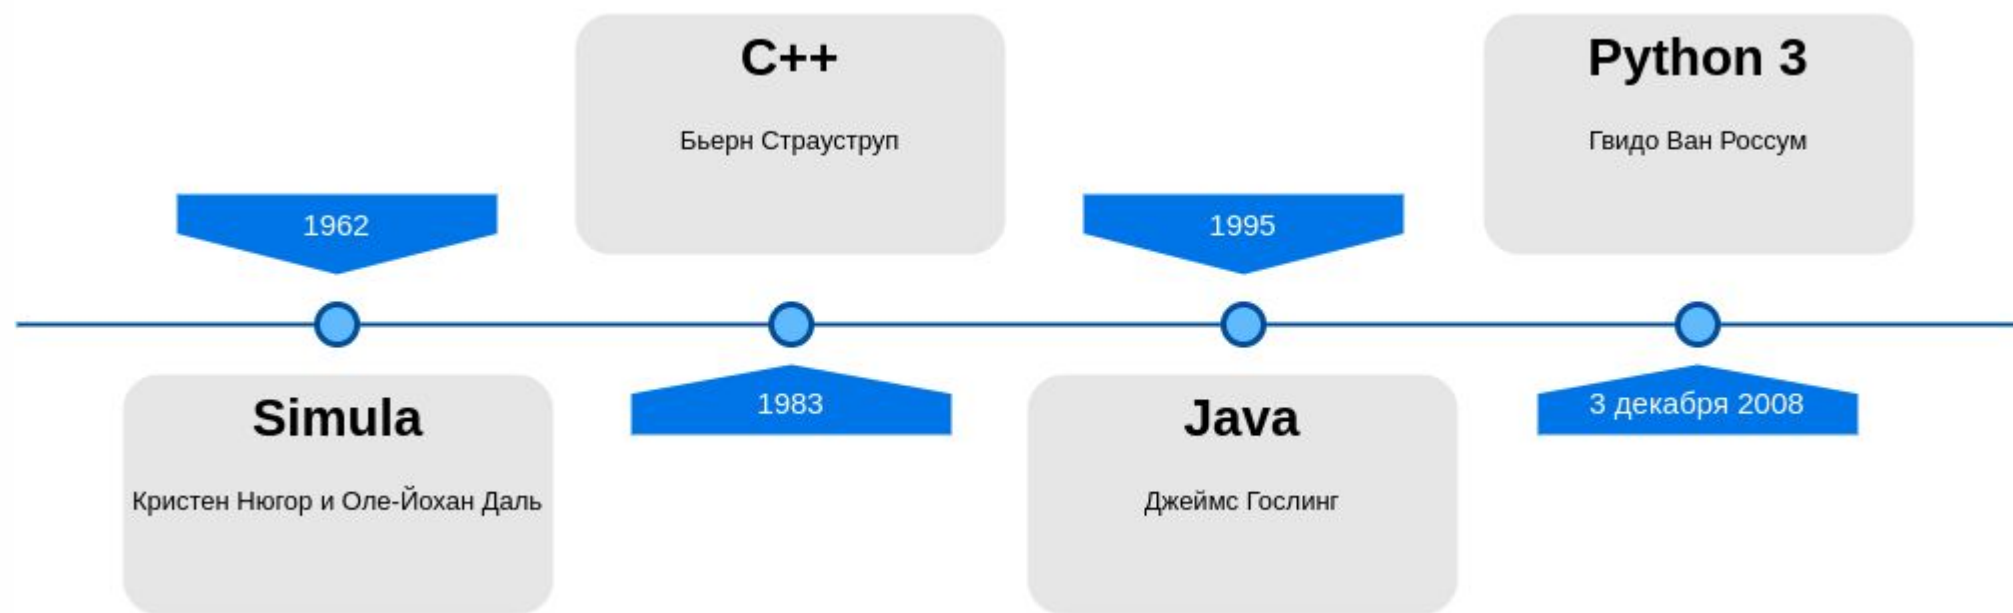 1962
Simula
Кристен Нюгор и Оле-Йохан Даль
C++
Бьерн Страуструп
1983
1995
Java
Джеймс Гослинг
Python 3
Гвидо Ван Россум
3 декабря 2008